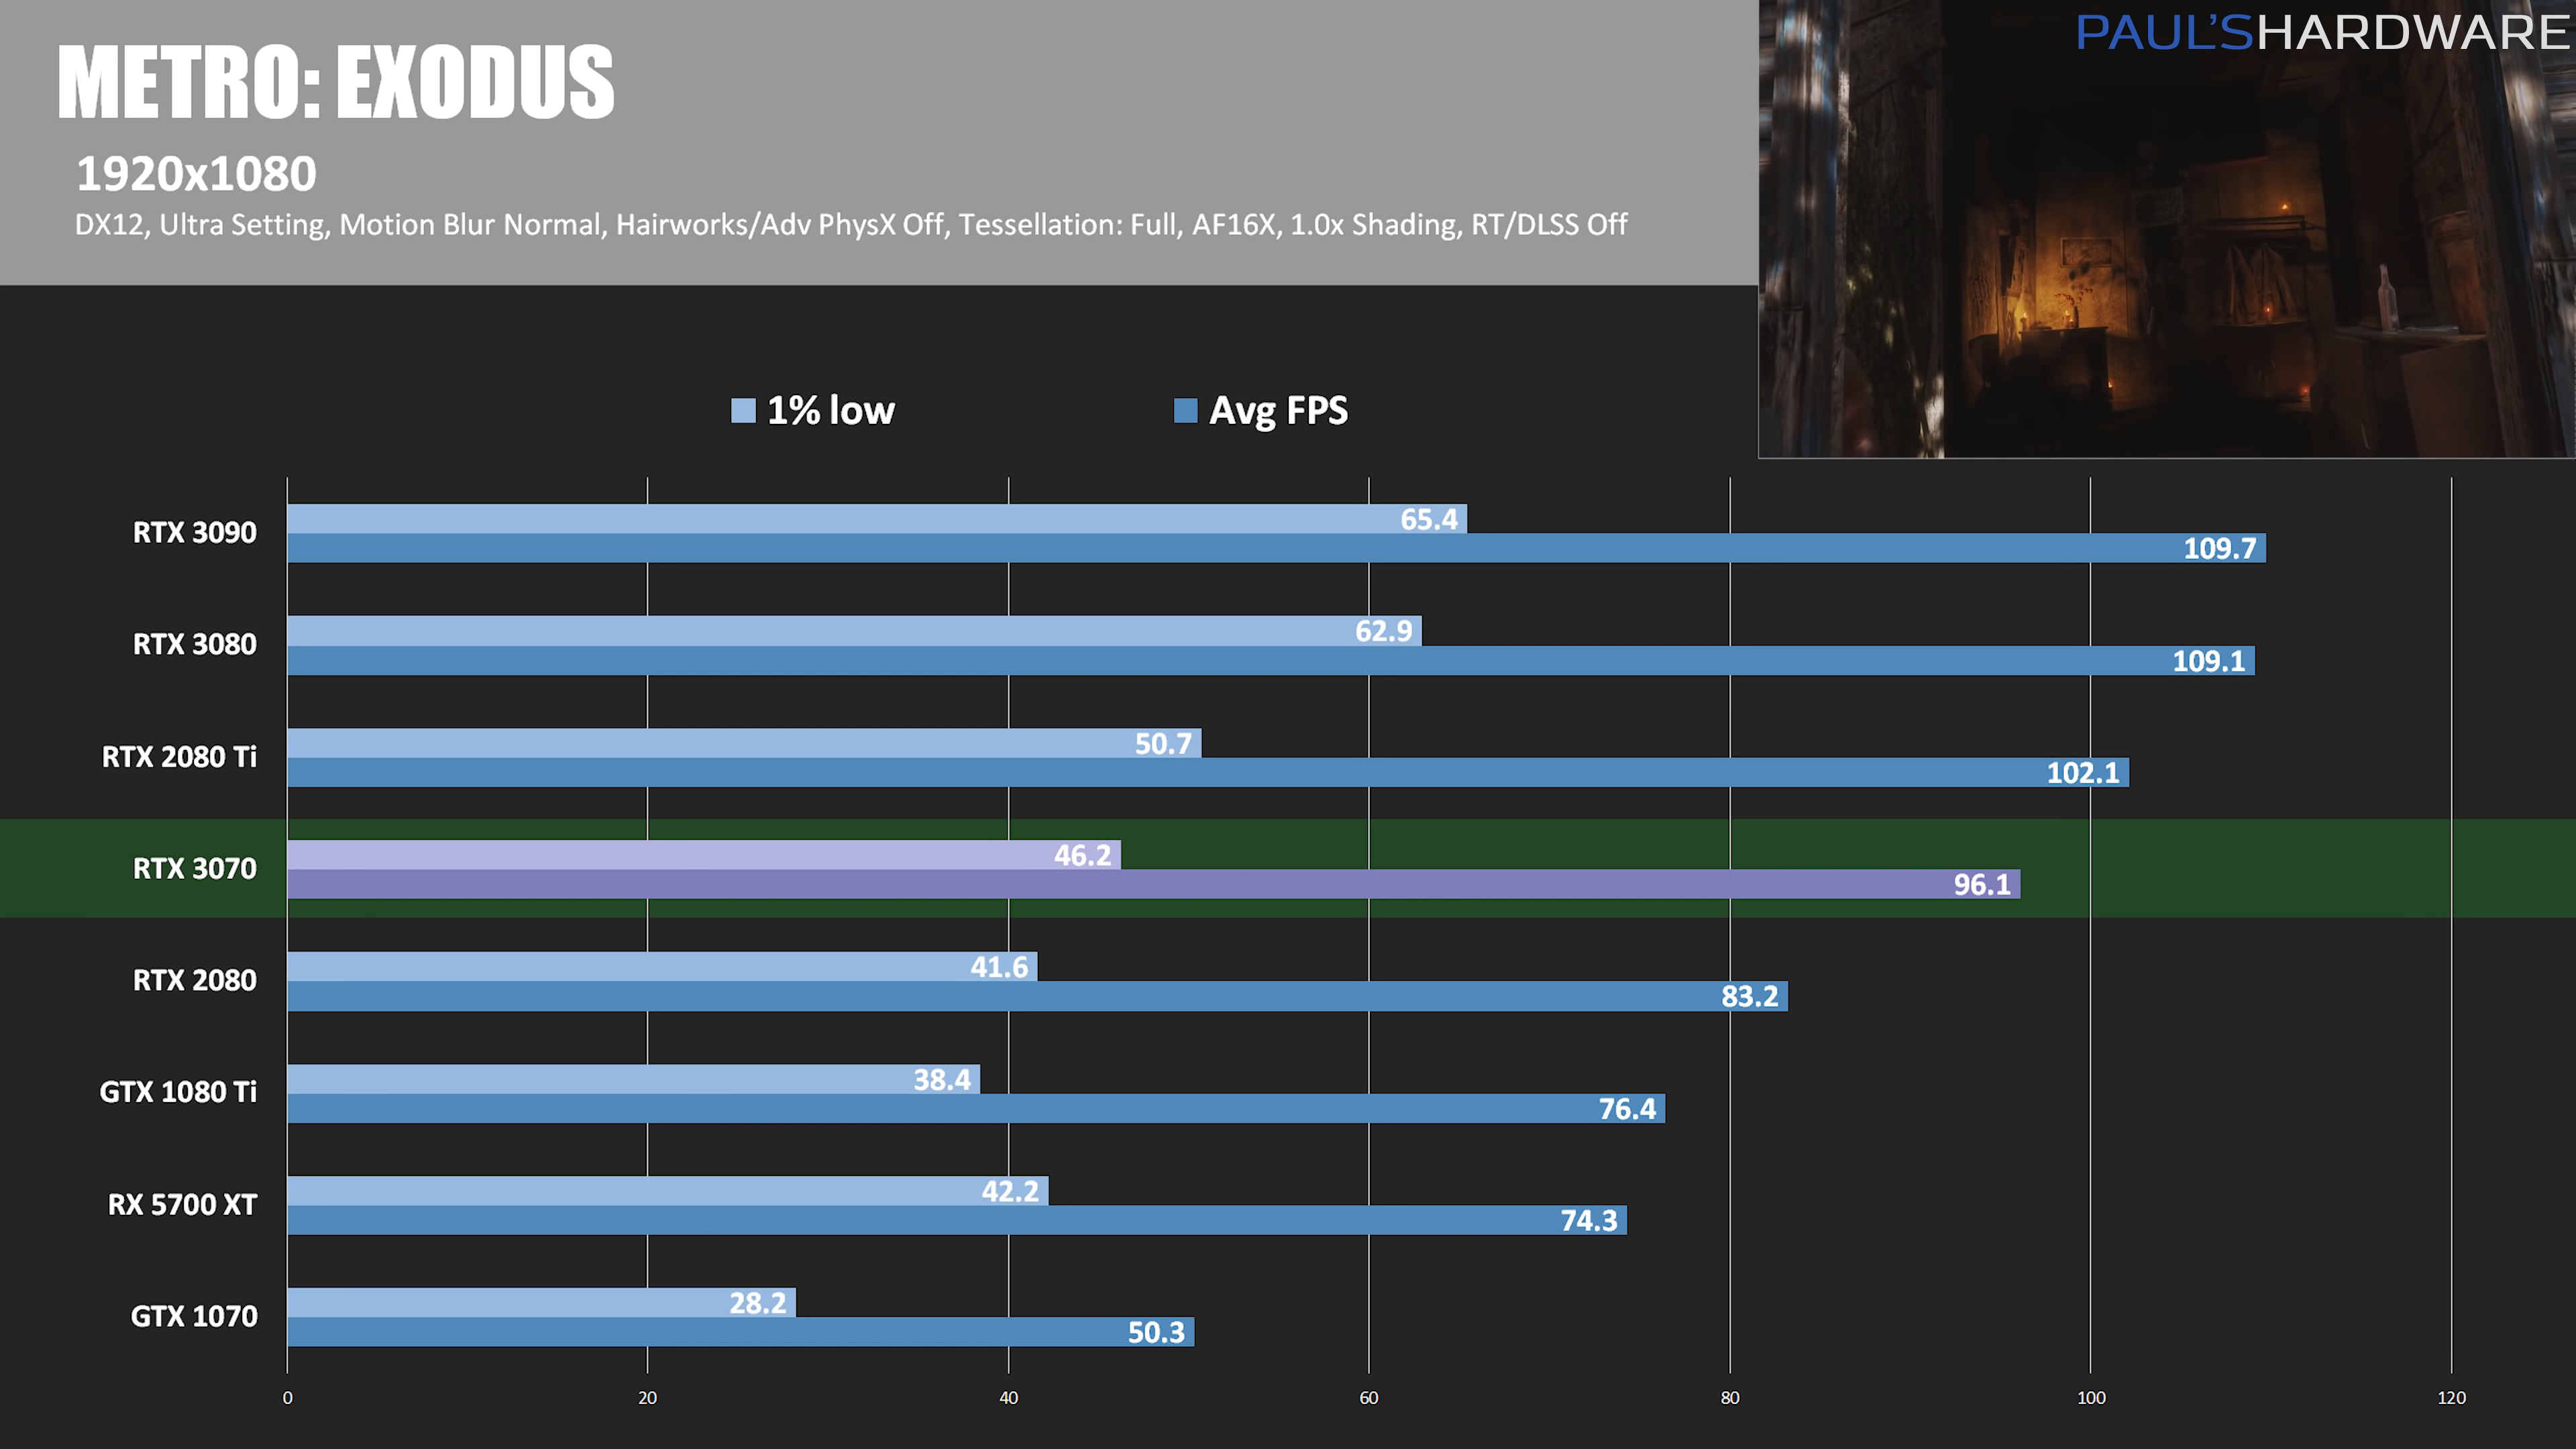 PAUL'SHARDWARE
METRO: EXODUS
1920x1080
DX12, Ultra Setting, Motion Blur Normal, Hairworks/Adv PhysX Off, Tessellation: Full, AF16X, 1.0x Shading, RT/DLSS Off
1% low Avg FPS
RTX 3090 65.4
109.7
RTX 3080 62.9
109.1
RTX 2080 Ti 50.7
102.1
RTX 3070 46.2
96.1
RTX 2080 41.6
83.2
GTX 1080 Ti 38.4
76.4
RX 5700 XT 42.2
74.3
GTX 1070 28.2
50.3
0 20 40 60 80 100 120